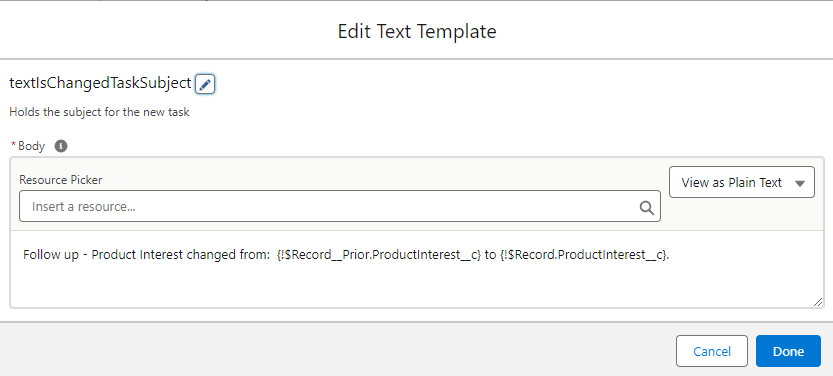 Edit Text Template
textIsChangedTaskSubject
Holds the subject for the new task
*Body
Resource Picker
View as Plain Text
Insert a resource...
Follow up - Product Interest changed from:  {!$Record__Prior.ProductInterest__c} to {!$Record.ProductInterest__c}.
Cancel
Done